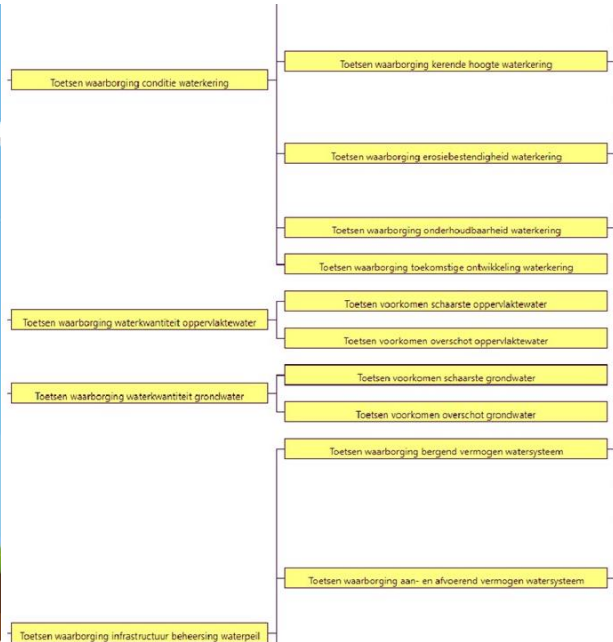 Toetsen waarborging kerende hoogte waterkering
Toetsen waarborging conditie waterkering
Toetsen waarborging erosiebestendigheid waterkering
Toetsen waarborging onderhoudbaarheid waterkering
Toetsen waarborging toekomstige ontwikkeling waterkering
Toetsen voorkomen schaarste oppervlaktewater
Toetsen waarborging waterkwantiteit oppervlaktewater
Toetsen voorkomen overschot oppervlaktewater
Toetsen voorkomen schaarste grondwater
Toetsen waarborging waterkwantiteit grondwater
Toetsen voorkomen overschot grondwater
Toetsen waarborging bergend vermogen watersysteem
Toetsen waarborging aan- en afvoerend vermogen watersysteem
Toetsen waarborging infrastructuur beheersing waterpeil